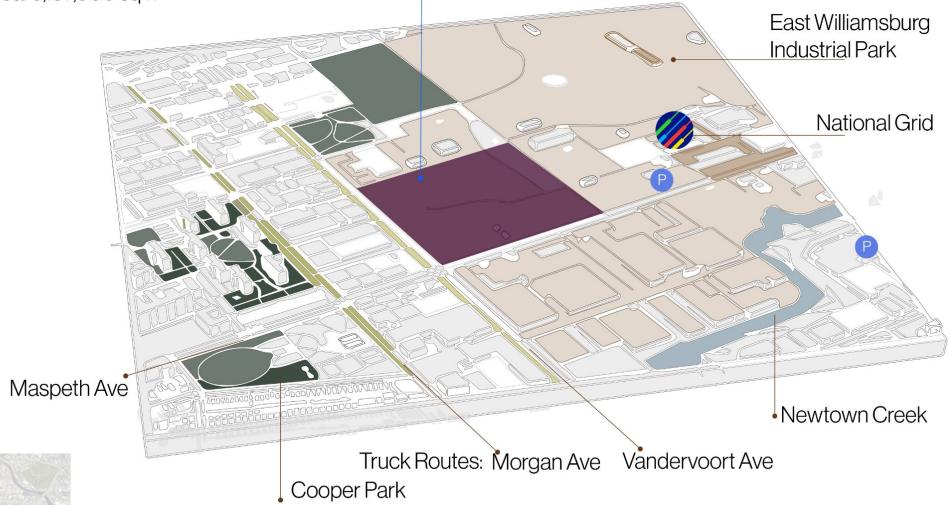 East Williamsburg
Industrial Park
National Grid
P
P
Maspeth Ave
Newtown Creek
Truck Routes: Morgan Ave
Vandervoort Ave
Cooper Park